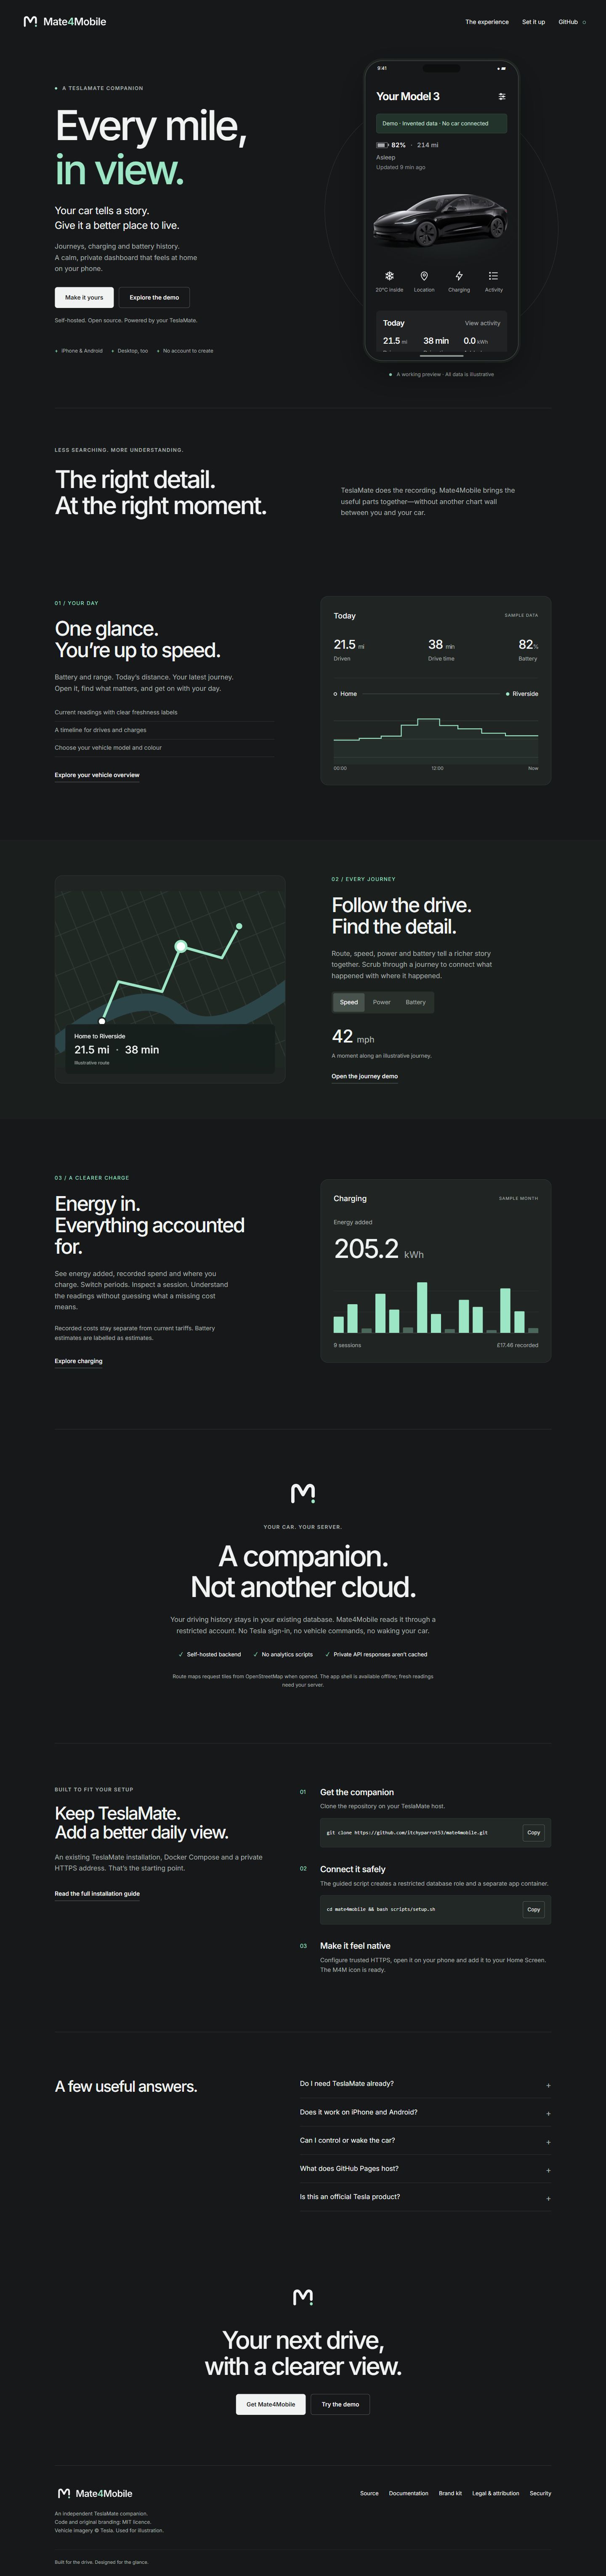 Mate4Mobile
The experience
Set it up
GitHub
A TESLAMATE COMPANION
Every mile,
in view.
Your car tells a story.
Give it a better place to live.
Journeys, charging and battery history.
A calm, private dashboard that feels at home
on your phone.
Make it yours
Explore the demo
Self-hosted. Open source. Powered by your TeslaMate.
iPhone & Android
Desktop, too
No account to create
9:41
Your Model 3
Demo · Invented data · No car connected
82% · 214 mi
Asleep
Updated 9 min ago
20°C inside
Location
Charging
Activity
Today
View activity
21.5 mi
38 min
0.0 kWh
A working preview · All data is illustrative
LESS SEARCHING. MORE UNDERSTANDING.
The right detail.
At the right moment.
TeslaMate does the recording. Mate4Mobile brings the
useful parts together—without another chart wall
between you and your car.
01 / YOUR DAY
One glance.
You're up to speed.
Battery and range. Today's distance. Your latest journey.
Open it, find what matters, and get on with your day.
Current readings with clear freshness labels
A timeline for drives and charges
Choose your vehicle model and colour
Explore your vehicle overview
Today
SAMPLE DATA
21.5 mi
38 min
82%
Driven
Drive time
Battery
Home
Riverside
00:00
12:00
Now
Home to Riverside
21.5 mi · 38 min
Illustrative route
02 / EVERY JOURNEY
Follow the drive.
Find the detail.
Route, speed, power and battery tell a richer story
together. Scrub through a journey to connect what
happened with where it happened.
Speed
Power
Battery
42 mph
A moment along an illustrative journey.
Open the journey demo
03 / A CLEARER CHARGE
Energy in.
Everything accounted
for.
See energy added, recorded spend and where you
charge. Switch periods. Inspect a session. Understand
the readings without guessing what a missing cost
means.
Recorded costs stay separate from current tariffs. Battery
estimates are labelled as estimates.
Explore charging
Charging
SAMPLE MONTH
Energy added
205.2 kWh
9 sessions
£17.46 recorded
YOUR CAR. YOUR SERVER.
A companion.
Not another cloud.
Your driving history stays in your existing database. Mate4Mobile reads it through a
restricted account. No Tesla sign-in, no vehicle commands, no waking your car.
✓ Self-hosted backend
✓ No analytics scripts
✓ Private API responses aren't cached
Route maps request tiles from OpenStreetMap when opened. The app shell is available offline; fresh readings
need your server.
BUILT TO FIT YOUR SETUP
Keep TeslaMate.
Add a better daily view.
An existing TeslaMate installation, Docker Compose and a private
HTTPS address. That's the starting point.
Read the full installation guide
01
Get the companion
Clone the repository on your TeslaMate host.
git clone https://github.com/itchyparrot53/mate4mobile.git
Copy
02
Connect it safely
The guided script creates a restricted database role and a separate app container.
cd mate4mobile && bash scripts/setup.sh
Copy
03
Make it feel native
Configure trusted HTTPS, open it on your phone and add it to your Home Screen.
The M4M icon is ready.
A few useful answers.
Do I need TeslaMate already?
+
Does it work on iPhone and Android?
+
Can I control or wake the car?
+
What does GitHub Pages host?
+
Is this an official Tesla product?
+
Your next drive,
with a clearer view.
Get Mate4Mobile
Try the demo
Mate4Mobile
Source
Documentation
Brand kit
Legal & attribution
Security
An independent TeslaMate companion.
Code and original branding: MIT licence.
Vehicle imagery © Tesla. Used for illustration.
Built for the drive. Designed for the glance.